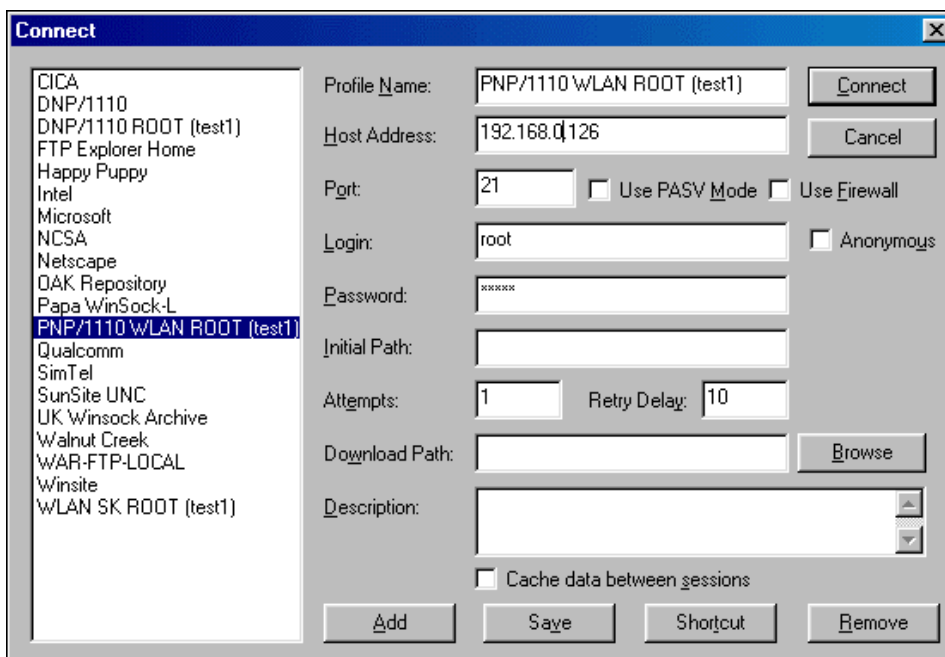 Connect
CICA
DNP/1110
DNP/1110 ROOT (test1)
FTP Explorer Home
Happy Puppy
Intel
Microsoft
NCSA
Netscape
OAK Repository
Papa WinSock-L
PNP/1110 WLAN ROOT (test1)
Qualcomm
SimTel
SunSite UNC
UK Winsock Archive
Walnut Creek
WAR-FTP-LOCAL
Winsite
WLAN SK ROOT (test1)
Profile Name: PNP/1110 WLAN ROOT (test1) Connect
Host Address: 192.168.0.126 Cancel
Port: 21 Use PASV Mode Use Firewall
Login: root Anonymous
Password: xxxxx
Initial Path:
Attempts: 1 Retry Delay: 10
Download Path: Browse
Description:
Cache data between sessions
Add Save Shortcut Remove